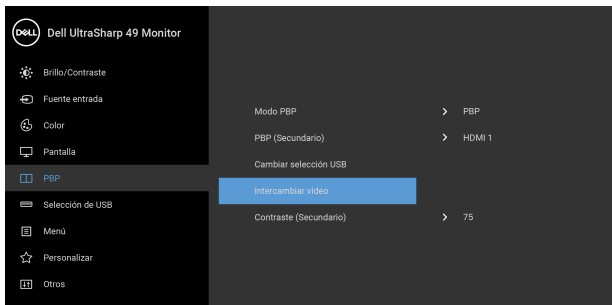 DELL Dell UltraSharp 49 Monitor
Brillo/Contraste
Fuente entrada
Color
Pantalla
PBP
Selección de USB
Menú
Personalizar
Otros
Modo PBP > PBP
PBP (Secundario) > HDMI 1
Cambiar selección USB
Intercambiar vídeo
Contraste (Secundario) > 75